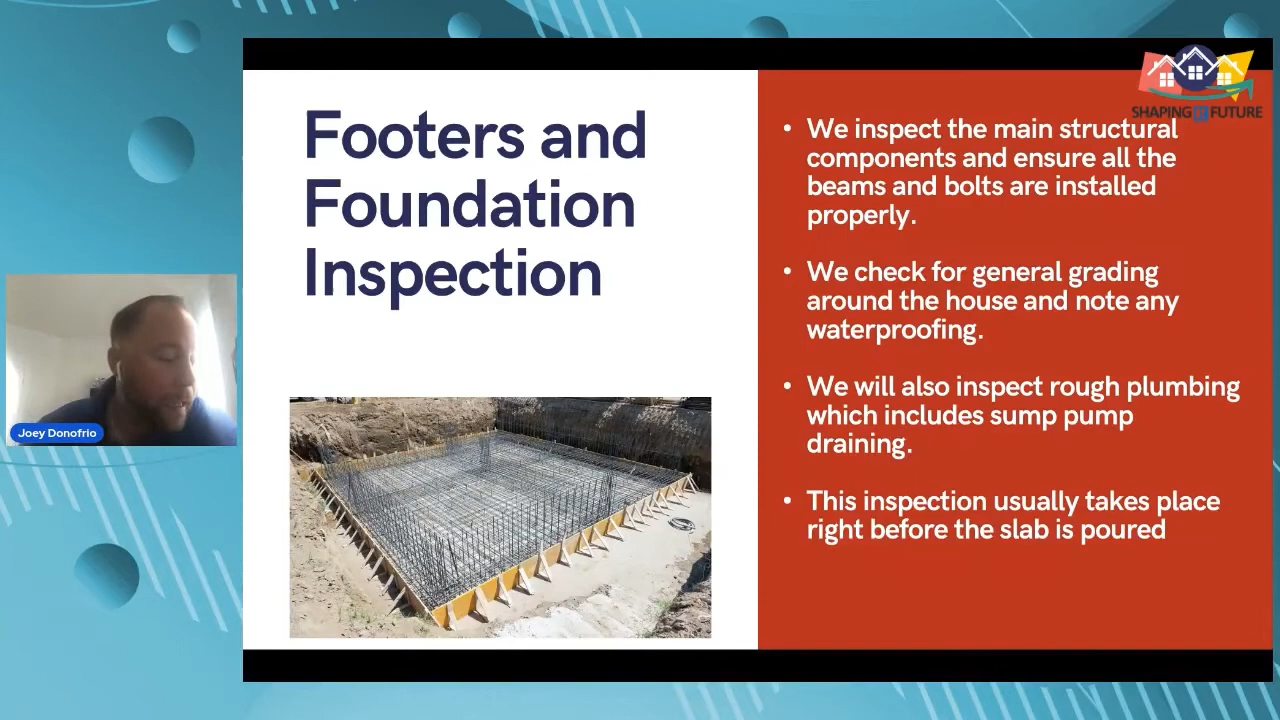 SHAPING UR FUTURE
Footers and
Foundation
Inspection
• We inspect the main structural
components and ensure all the
beams and bolts are installed
properly.
• We check for general grading
around the house and note any
waterproofing.
• We will also inspect rough plumbing
which includes sump pump
draining.
• This inspection usually takes place
right before the slab is poured
Joey Donofrio